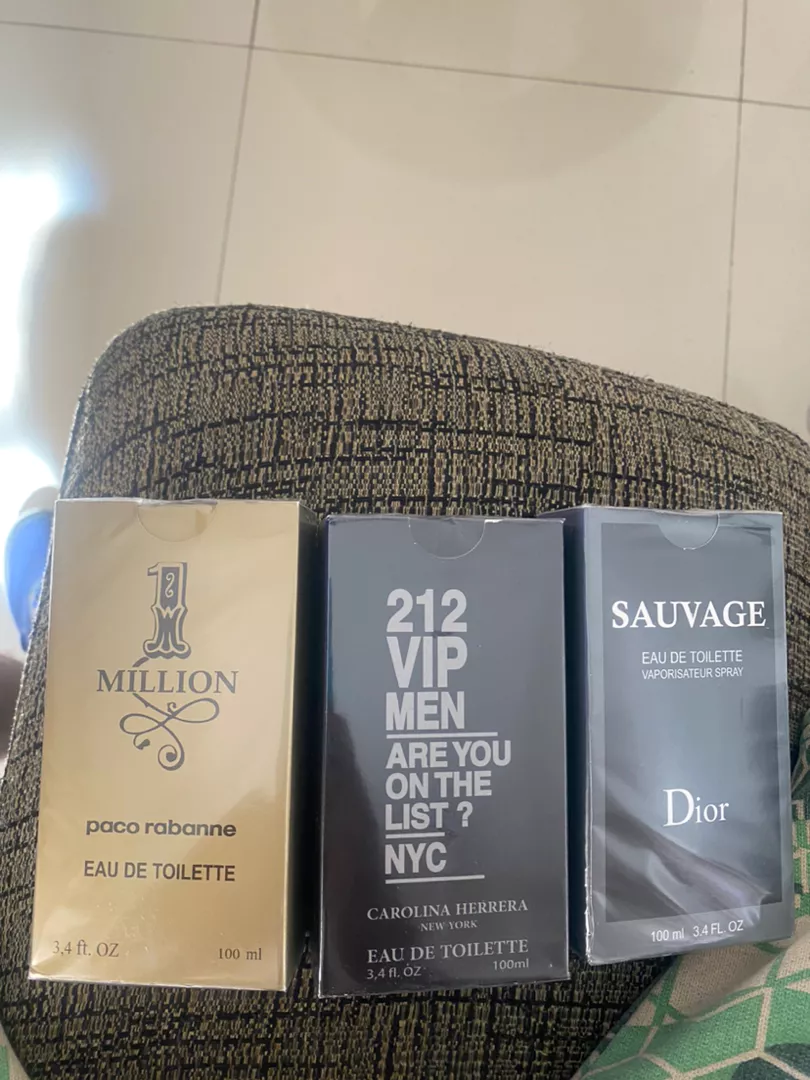 1
MILLION
paco rabanne
EAU DE TOILETTE
3,4 ft. OZ 100 ml
212
VIP
MEN
ARE YOU
ON THE
LIST ?
NYC
CAROLINA HERRERA
NEW YORK
EAU DE TOILETTE
3,4 fl. OZ 100ml
SAUVAGE
EAU DE TOILETTE
VAPORISATEUR SPRAY
Dior
100 ml 3.4 FL. OZ